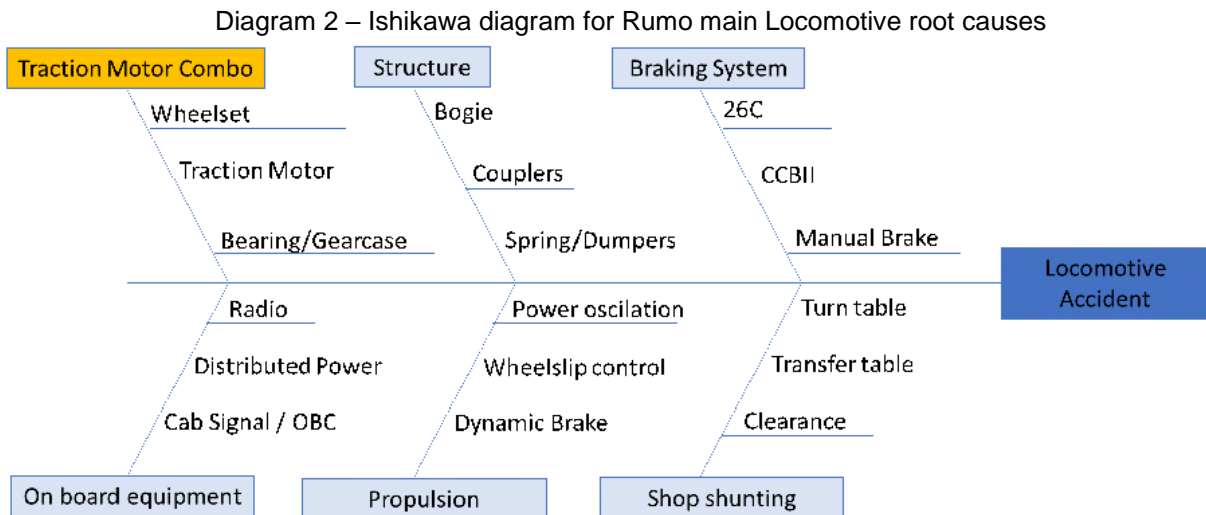 Diagram 2 – Ishikawa diagram for Rumo main Locomotive root causes
Traction Motor Combo
Structure
Braking System
Wheelset
Bogie
26C
Traction Motor
Couplers
CCBII
Bearing/Gearcase
Spring/Dumpers
Manual Brake
Locomotive
Accident
Radio
Power oscilation
Turn table
Distributed Power
Wheelslip control
Transfer table
Cab Signal / OBC
Dynamic Brake
Clearance
On board equipment
Propulsion
Shop shunting